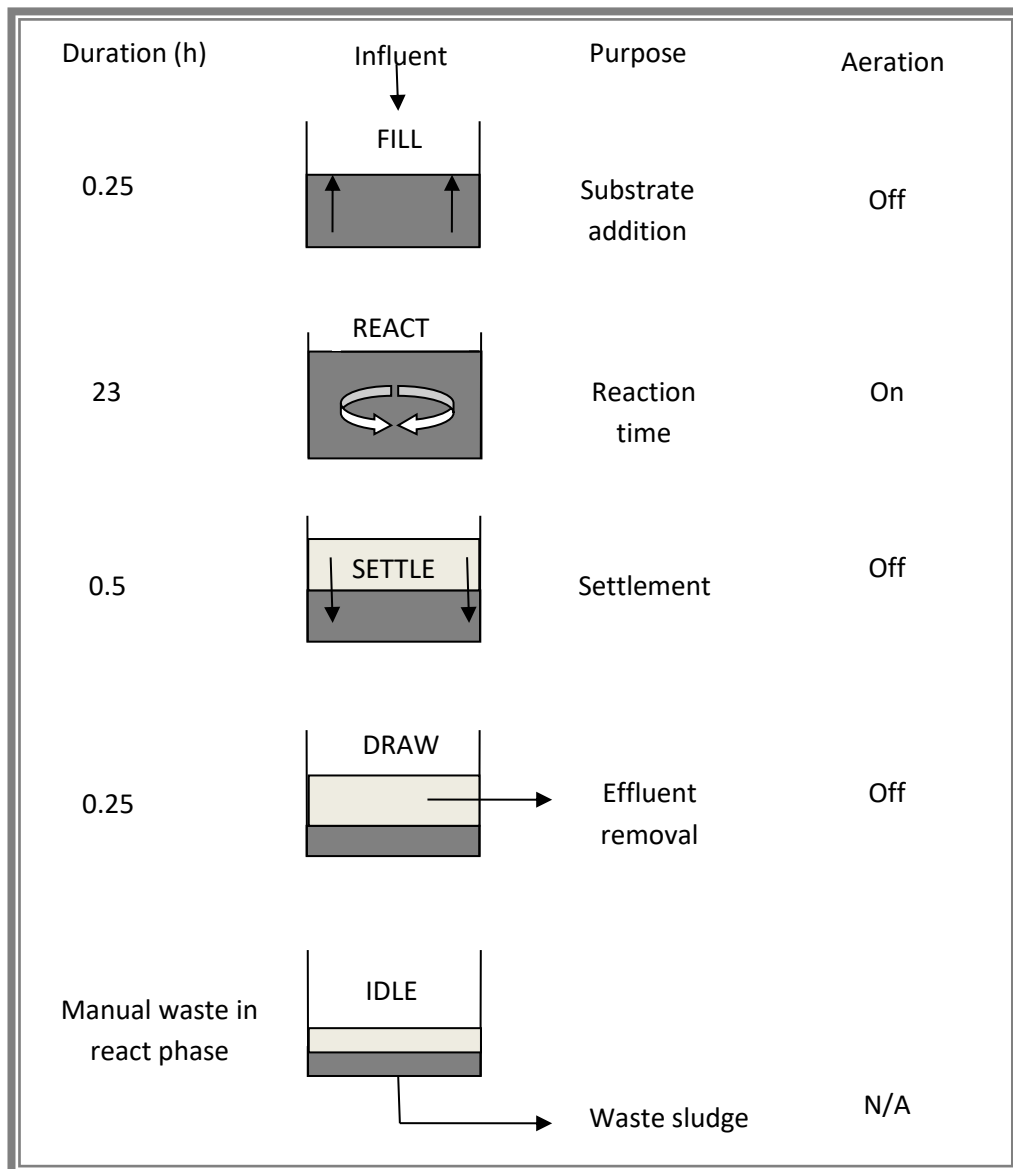 Duration (h)
Influent
Purpose
Aeration
FILL
0.25
Substrate
addition
Off
REACT
23
Reaction
time
On
SETTLE
0.5
Settlement
Off
DRAW
0.25
Effluent
removal
Off
IDLE
Manual waste in
react phase
Waste sludge
N/A